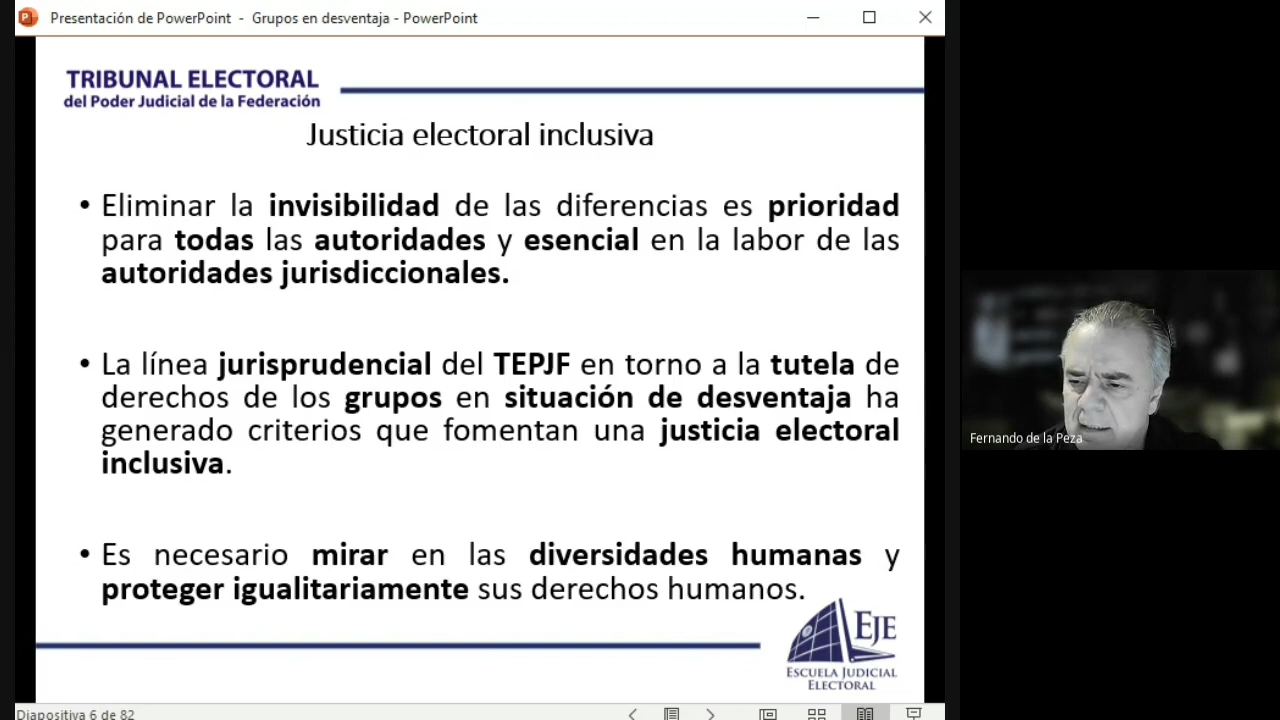 Presentación de PowerPoint - Grupos en desventaja - PowerPoint
TRIBUNAL ELECTORAL
del Poder Judicial de la Federación
Justicia electoral inclusiva
• Eliminar la invisibilidad de las diferencias es prioridad
para todas las autoridades y esencial en la labor de las
autoridades jurisdiccionales.
• La línea jurisprudencial del TEPJF en torno a la tutela de
derechos de los grupos en situación de desventaja ha
generado criterios que fomentan una justicia electoral
inclusiva.
• Es necesario mirar en las diversidades humanas y
proteger igualitariamente sus derechos humanos.
EJE
ESCUELA JUDICIAL
ELECTORAL
Diapositiva 6 de 82
Fernando de la Peza